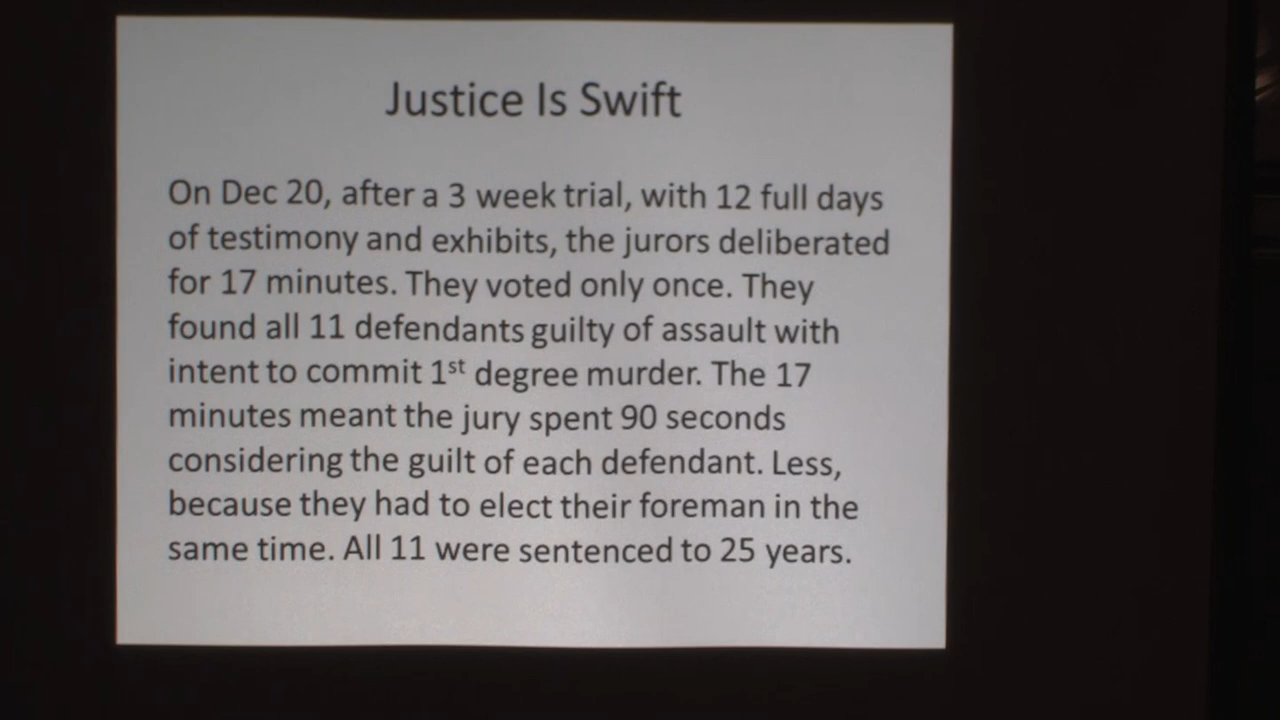 Justice Is Swift
On Dec 20, after a 3 week trial, with 12 full days
of testimony and exhibits, the jurors deliberated
for 17 minutes. They voted only once. They
found all 11 defendants guilty of assault with
intent to commit 1st degree murder. The 17
minutes meant the jury spent 90 seconds
considering the guilt of each defendant. Less,
because they had to elect their foreman in the
same time. All 11 were sentenced to 25 years.